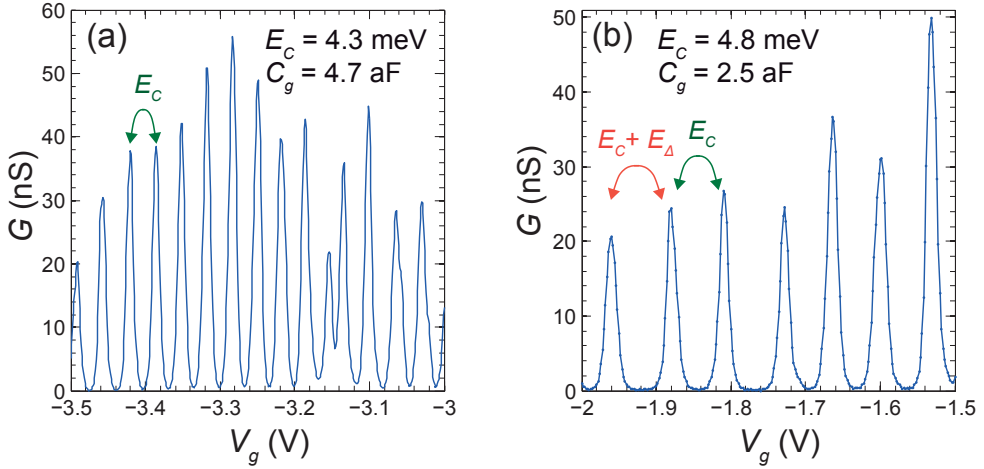 (a)
E_C = 4.3 meV
C_g = 4.7 aF
E_C
G (nS)
60
50
40
30
20
10
0
−3.5
−3.4
−3.3
−3.2
−3.1
−3
V_g (V)
(b)
E_C = 4.8 meV
C_g = 2.5 aF
E_C + E_Δ
E_C
G (nS)
50
40
30
20
10
0
−2
−1.9
−1.8
−1.7
−1.6
−1.5
V_g (V)